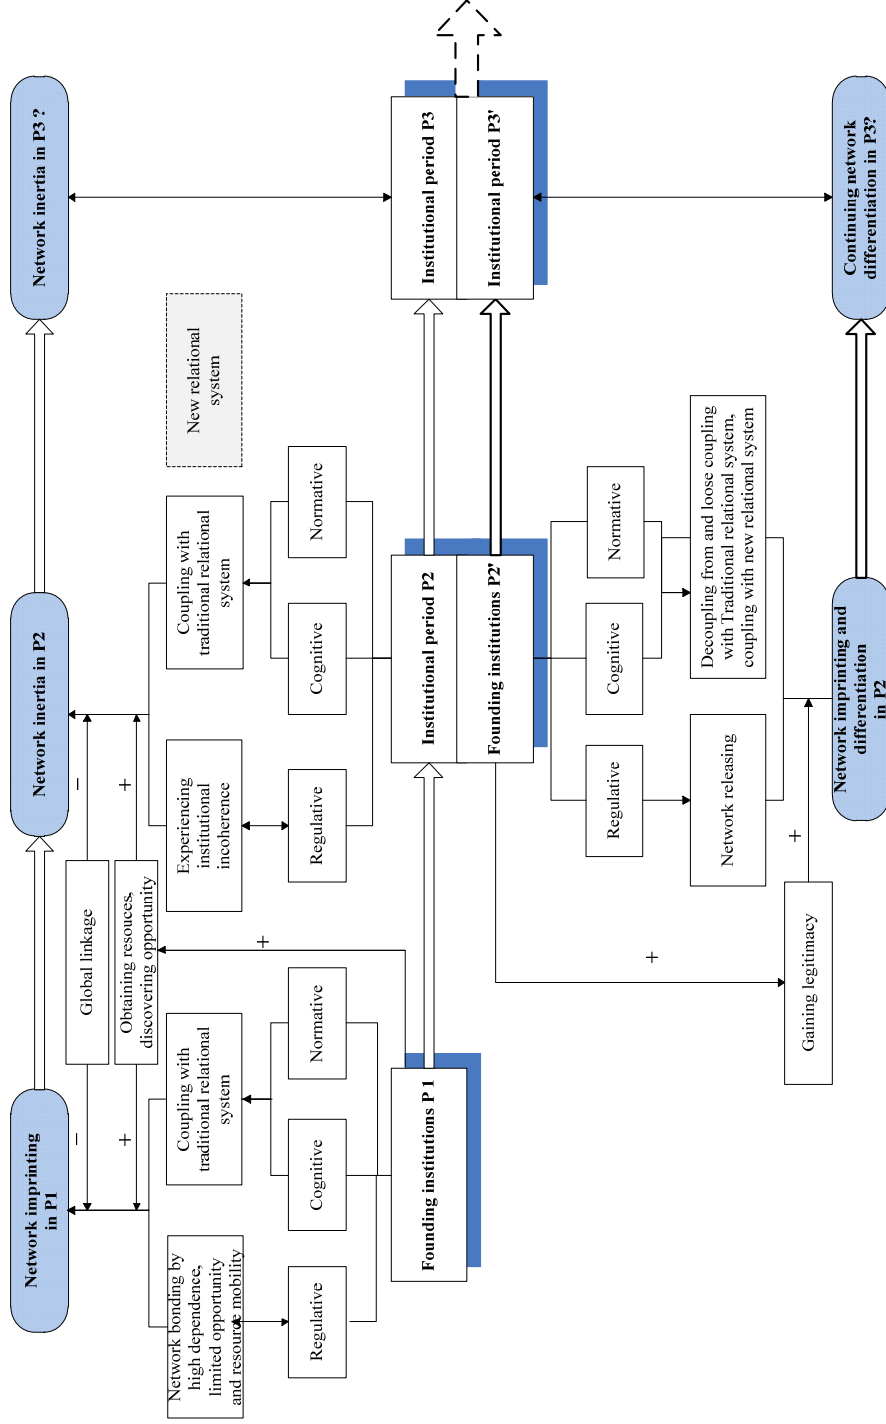 Network imprinting
in P1
Network inertia in P2
Network inertia in P3 ?
Global linkage
−
−
Obtaining resouces,
discovering opportunity
+
+
Network bonding by
high dependence,
limited opportunity
and resource mobility
Coupling with
traditional relational
system
Experiencing
institutional
incoherence
Coupling with
traditional relational
system
New relational
system
+
Regulative
Cognitive
Normative
Regulative
Cognitive
Normative
Founding institutions P1
Institutional period P2
Institutional period P3
Founding institutions P2'
Institutional period P3'
Regulative
Cognitive
Normative
+
Network releasing
Decoupling from and loose coupling
with Traditional relational system,
coupling with new relational system
Gaining legitimacy
+
Network imprinting and
differentiation
in P2
Continuing network
differentiation in P3?